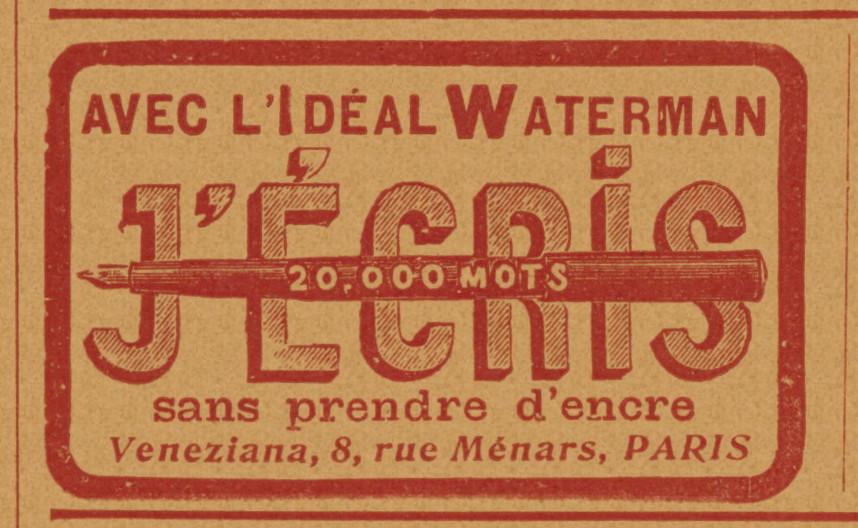 AVEC L'IDÉAL WATERMAN
J'ÉCRIS
20.000 MOTS
sans prendre d'encre
Veneziana, 8, rue Ménars, PARIS